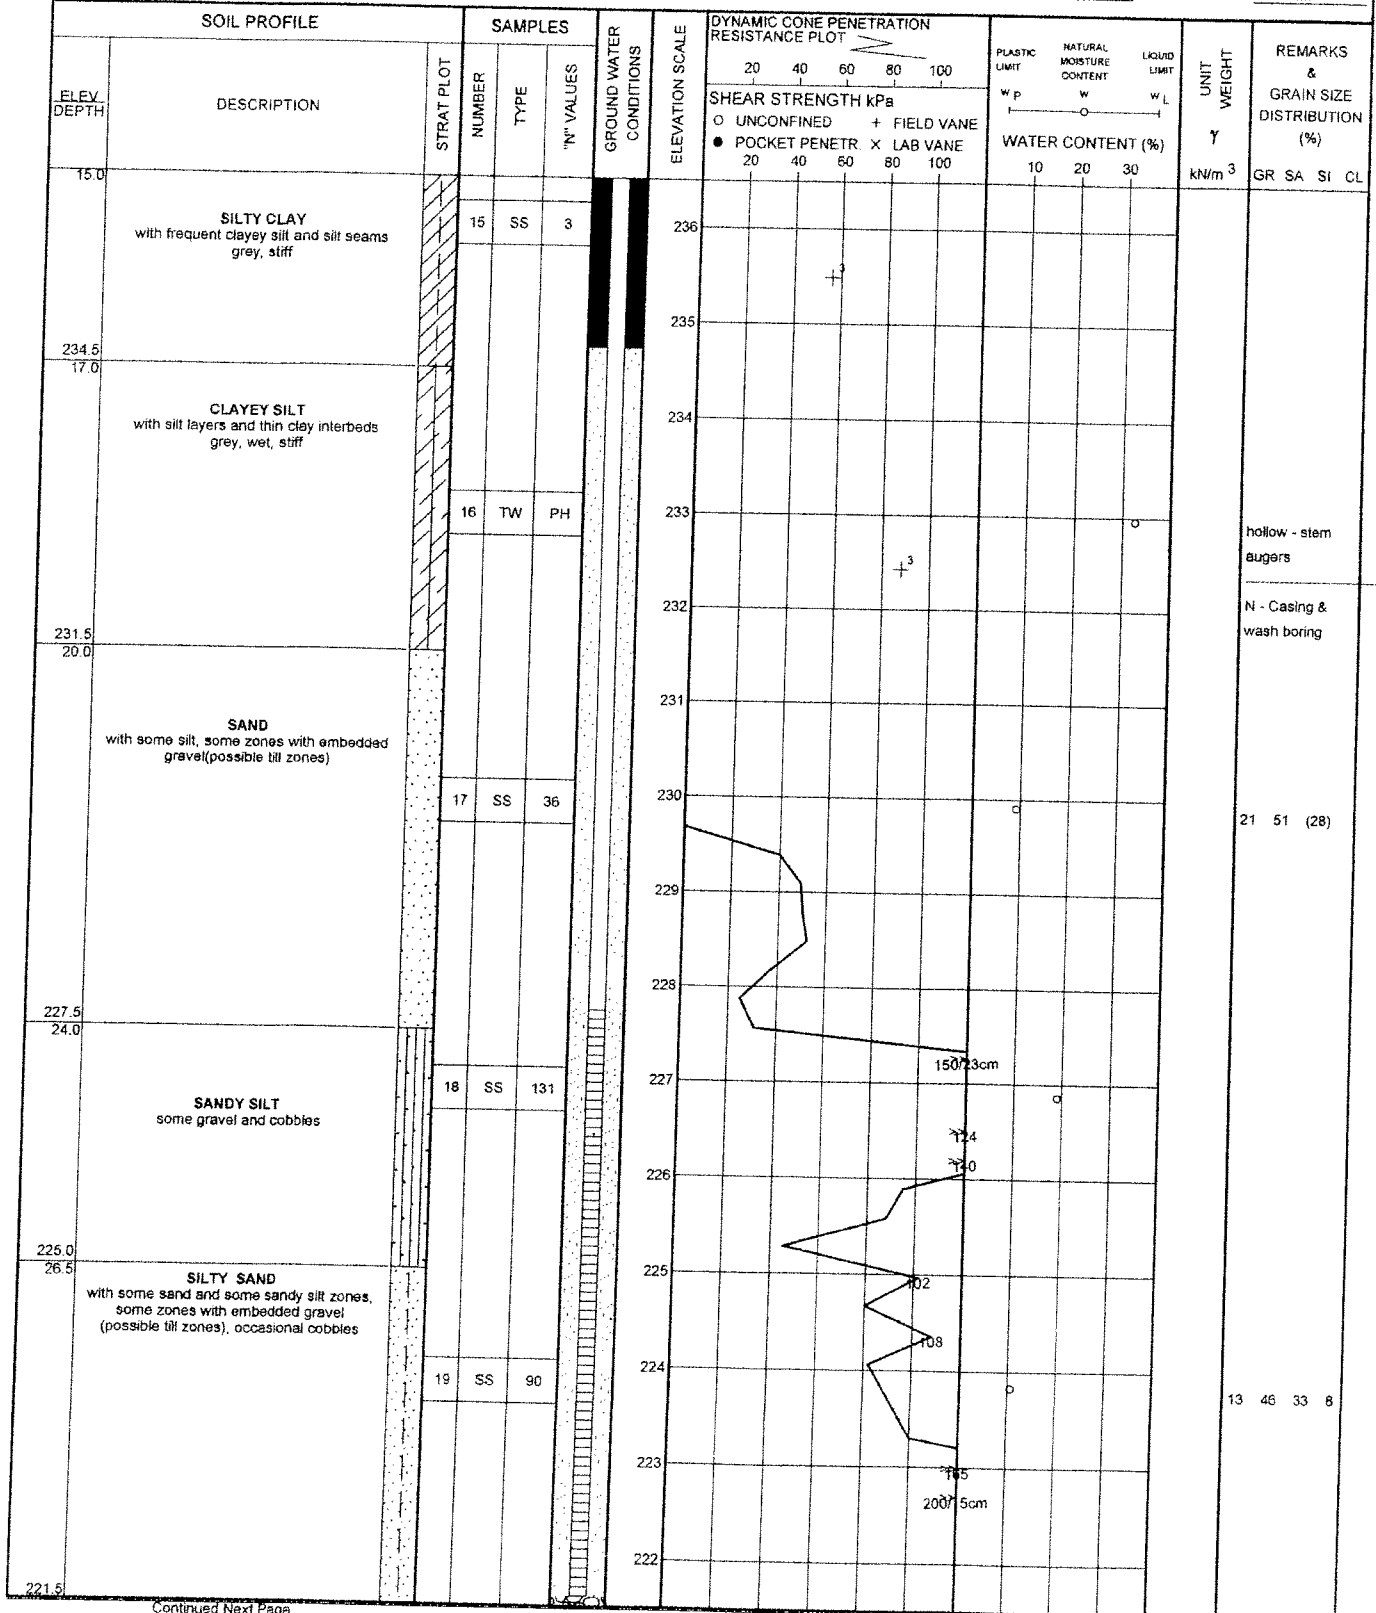 SOIL PROFILE
SAMPLES
GROUND WATER CONDITIONS
ELEVATION SCALE
DYNAMIC CONE PENETRATION
RESISTANCE PLOT
20 40 60 80 100
SHEAR STRENGTH kPa
O UNCONFINED + FIELD VANE
● POCKET PENETR. X LAB VANE
20 40 60 80 100
PLASTIC LIMIT
NATURAL MOISTURE CONTENT
LIQUID LIMIT
w P w w L
WATER CONTENT (%)
10 20 30
UNIT WEIGHT
γ
kN/m 3
REMARKS
&
GRAIN SIZE
DISTRIBUTION
(%)
GR SA SI CL
ELEV
DEPTH
DESCRIPTION
STRAT PLOT
NUMBER
TYPE
"N" VALUES
15.0
SILTY CLAY
with frequent clayey silt and silt seams
grey, stiff
15 SS 3
236
3
235
234.5
17.0
CLAYEY SILT
with silt layers and thin clay interbeds
grey, wet, stiff
234
16 TW PH
233
hollow - stem
augers
3
232
N - Casing &
wash boring
231.5
20.0
231
SAND
with some silt, some zones with embedded
gravel(possible till zones)
17 SS 36
230
21 51 (28)
229
228
227.5
24.0
150/23cm
227
18 SS 131
SANDY SILT
some gravel and cobbles
124
140
226
225.0
26.5
225
102
SILTY SAND
with some sand and some sandy silt zones,
some zones with embedded gravel
(possible till zones), occasional cobbles
108
224
19 SS 90
13 46 33 8
223
165
200/15cm
222
221.5
Continued Next Page